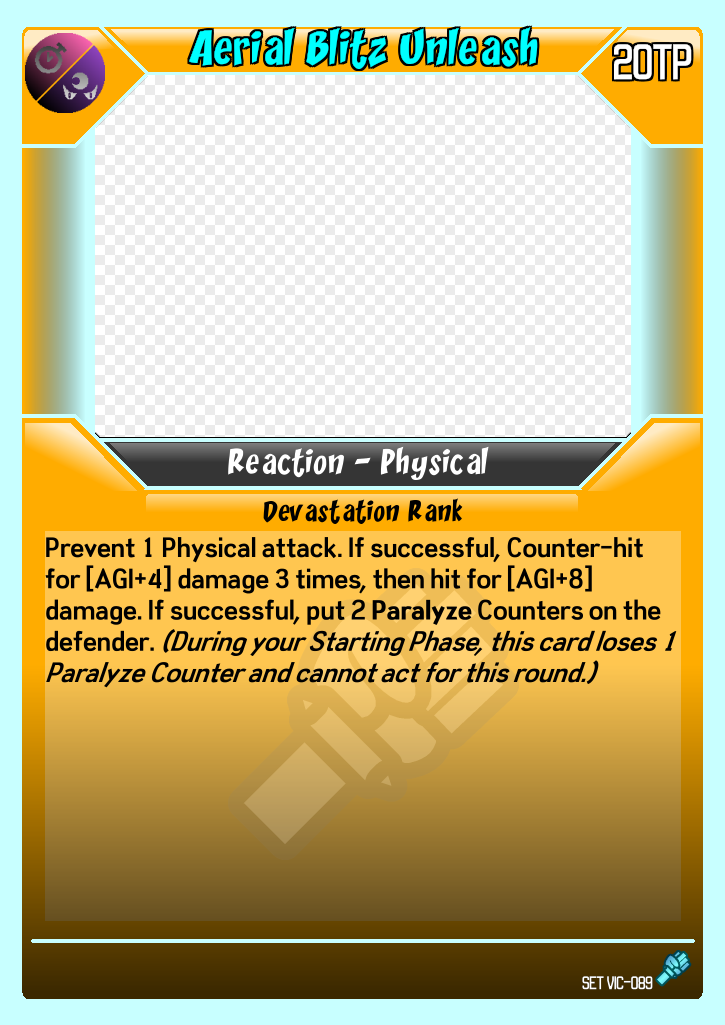 Aerial Blitz Unleash
20TP
Reaction - Physical
Devastation Rank
Prevent 1 Physical attack. If successful, Counter-hit
for [AGI+4] damage 3 times, then hit for [AGI+8]
damage. If successful, put 2 Paralyze Counters on the
defender. (During your Starting Phase, this card loses 1
Paralyze Counter and cannot act for this round.)
SET VIC-089